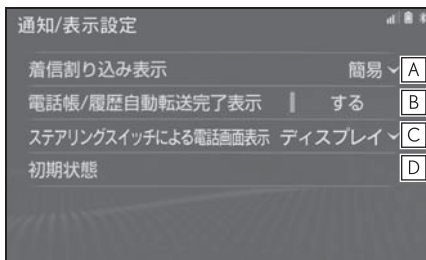 通知/表示設定
着信割り込み表示 簡易 A
電話帳/履歴自動転送完了表示 する B
ステアリングスイッチによる電話画面表示 ディスプレイ C
初期状態 D